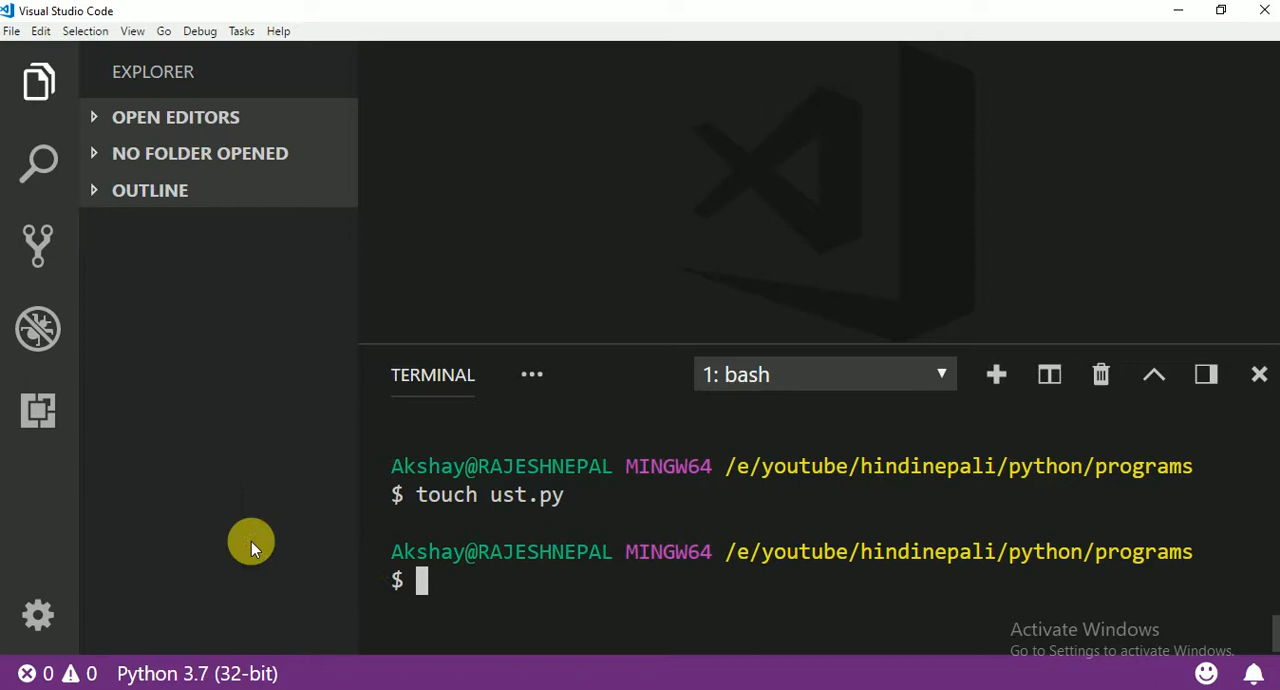 Visual Studio Code
File Edit Selection View Go Debug Tasks Help
EXPLORER
OPEN EDITORS
NO FOLDER OPENED
OUTLINE
TERMINAL ••• 1: bash
Akshay@RAJESHNEPAL MINGW64 /e/youtube/hindinepali/python/programs
$ touch ust.py
Akshay@RAJESHNEPAL MINGW64 /e/youtube/hindinepali/python/programs
$
Activate Windows
Go to Settings to activate Windows.
0 0 Python 3.7 (32-bit)